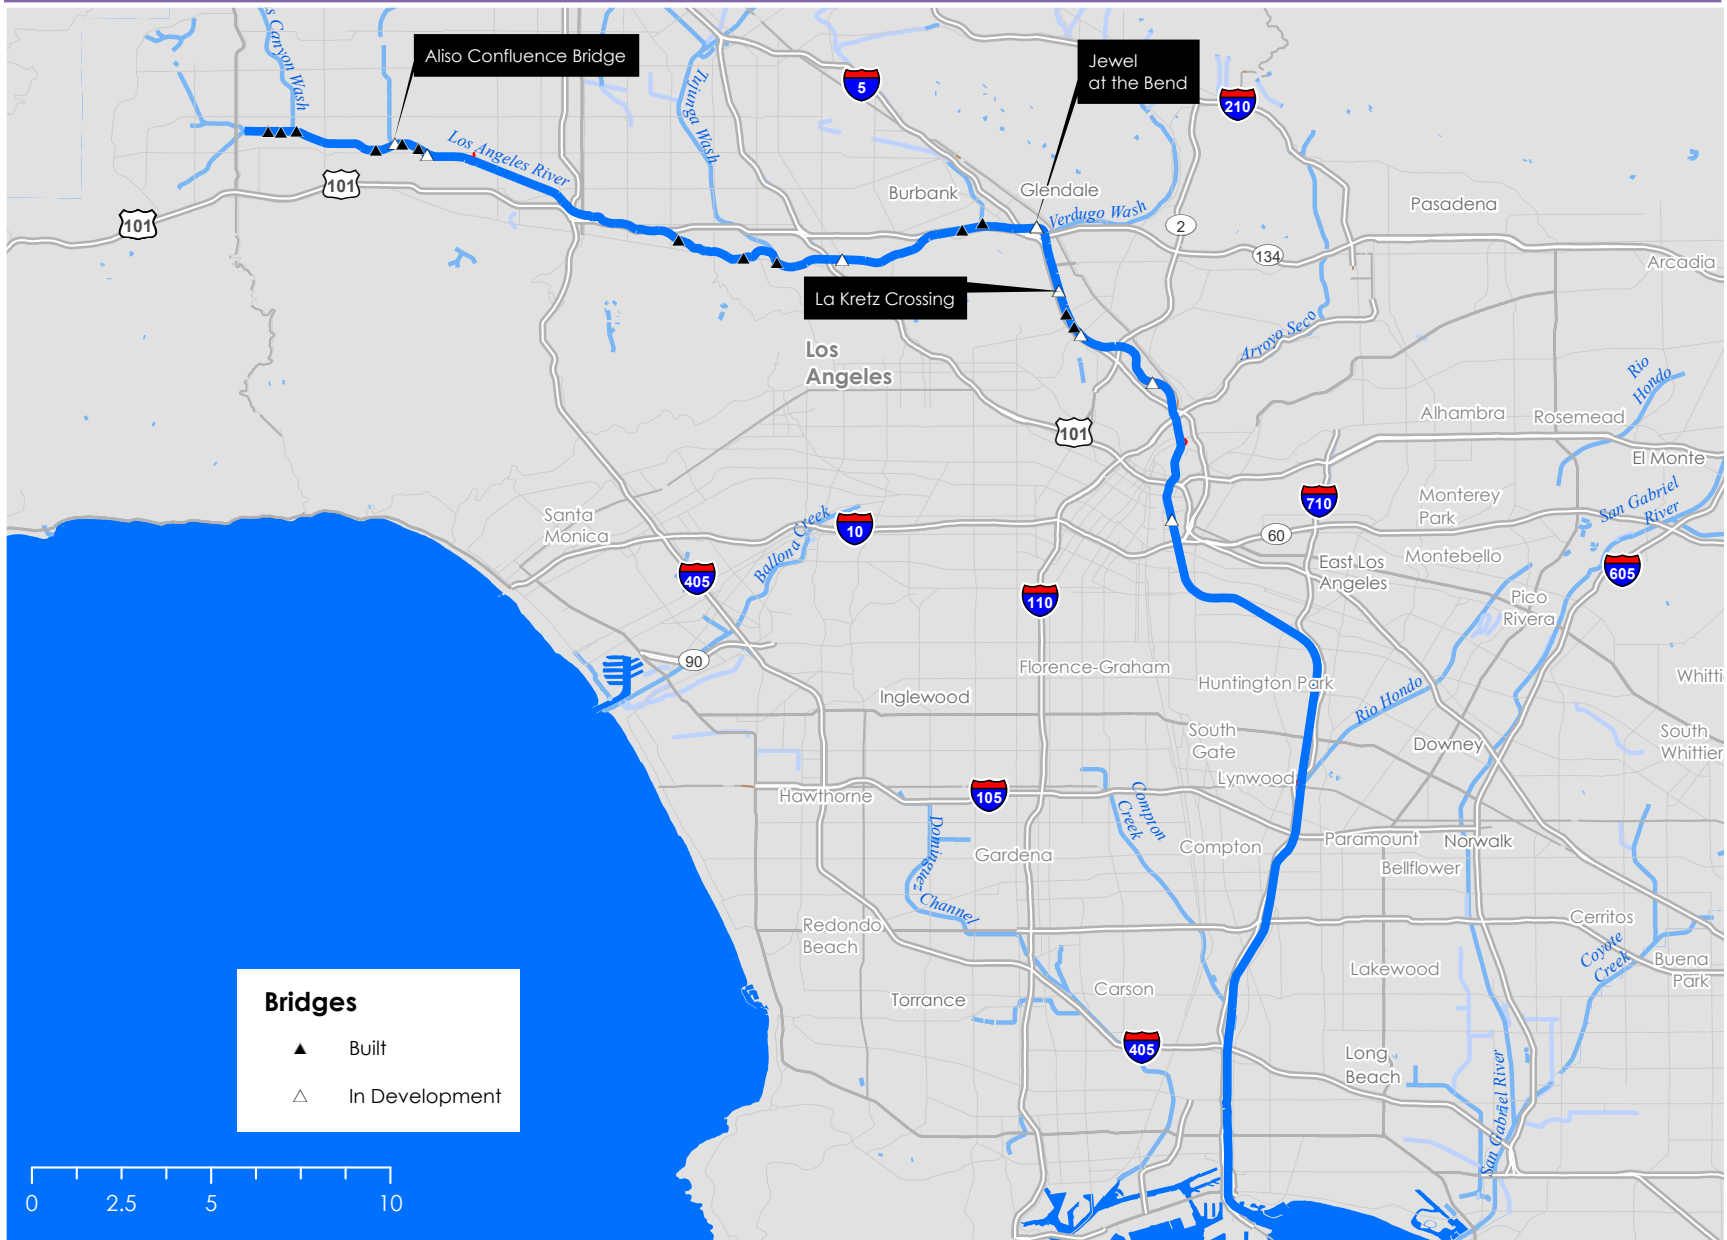 s Canyon Wash
Aliso Confluence Bridge
Jewel
at the Bend
5
210
Tujunga Wash
Los Angeles River
101
101
Burbank
Glendale
Verdugo Wash
Pasadena
2
134
Arcadia
La Kretz Crossing
Arroyo Seco
Los
Angeles
Rio
Hondo
101
Alhambra
Rosemead
El Monte
710
Monterey
Park
San Gabriel
River
Santa
Monica
Ballona Creek
10
60
405
110
East Los
Angeles
Montebello
605
Pico
Rivera
90
Florence-Graham
Huntington Park
Rio Hondo
Whitti
Inglewood
South
Gate
Downey
South
Whittier
Lynwood
Hawthorne
105
Compton
Creek
Dominguez
Channel
Gardena
Compton
Paramount
Norwalk
Bellflower
Redondo
Beach
Cerritos
Coyote
Creek
Buena
Park
Lakewood
Torrance
Carson
405
Long
Beach
San Gabriel River
Bridges
Built
In Development
0
2.5
5
10